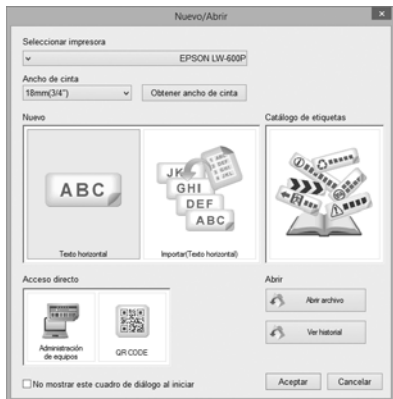 Nuevo/Abrir
Seleccionar impresora
EPSON LW-600P
Ancho de cinta
18mm(3/4")
Obtener ancho de cinta
Nuevo
Catálogo de etiquetas
ABC
JK
GHI
DEF
ABC
Texto horizontal
Importar(Texto horizontal)
Acceso directo
Abrir
Administración
de equipos
QR CODE
Abrir archivo
Ver historial
No mostrar este cuadro de diálogo al iniciar
Aceptar
Cancelar